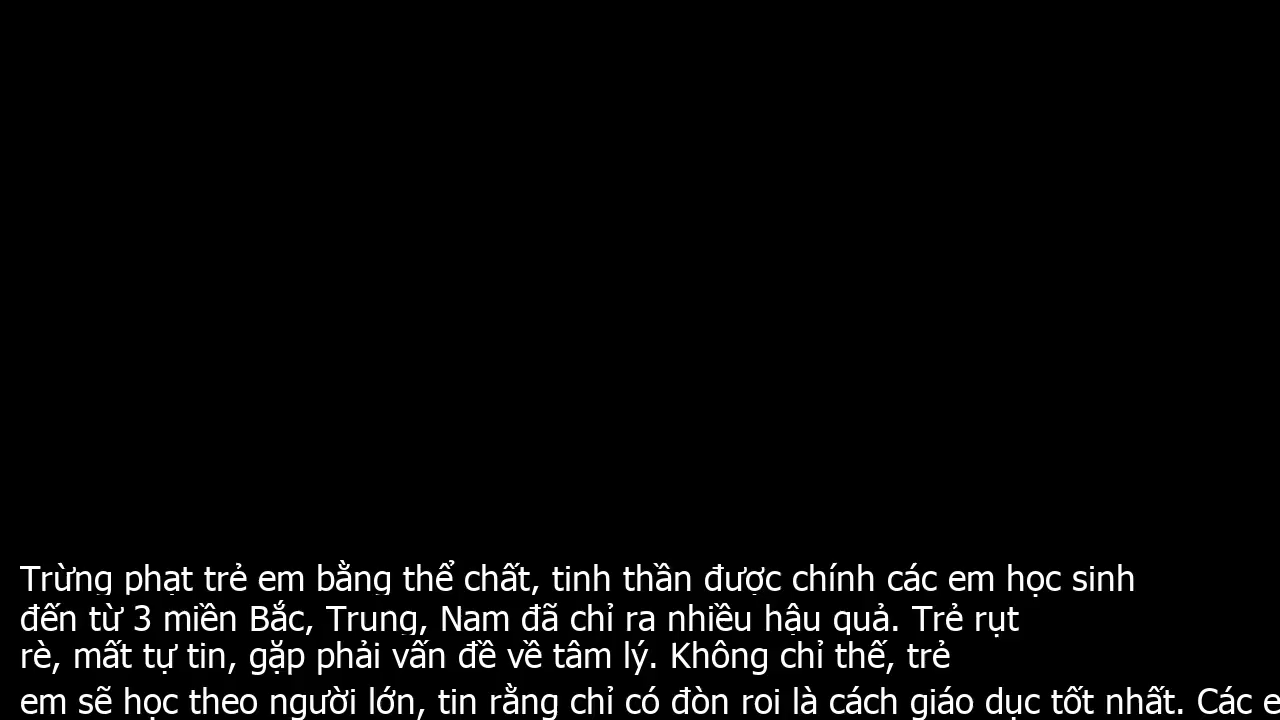 Trừng phạt trẻ em bằng thể chất, tinh thần được chính các em học sinh
đến từ 3 miền Bắc, Trung, Nam đã chỉ ra nhiều hậu quả. Trẻ rụt
rè, mất tự tin, gặp phải vấn đề về tâm lý. Không chỉ thế, trẻ
em sẽ học theo người lớn, tin rằng chỉ có đòn roi là cách giáo dục tốt nhất. Các e